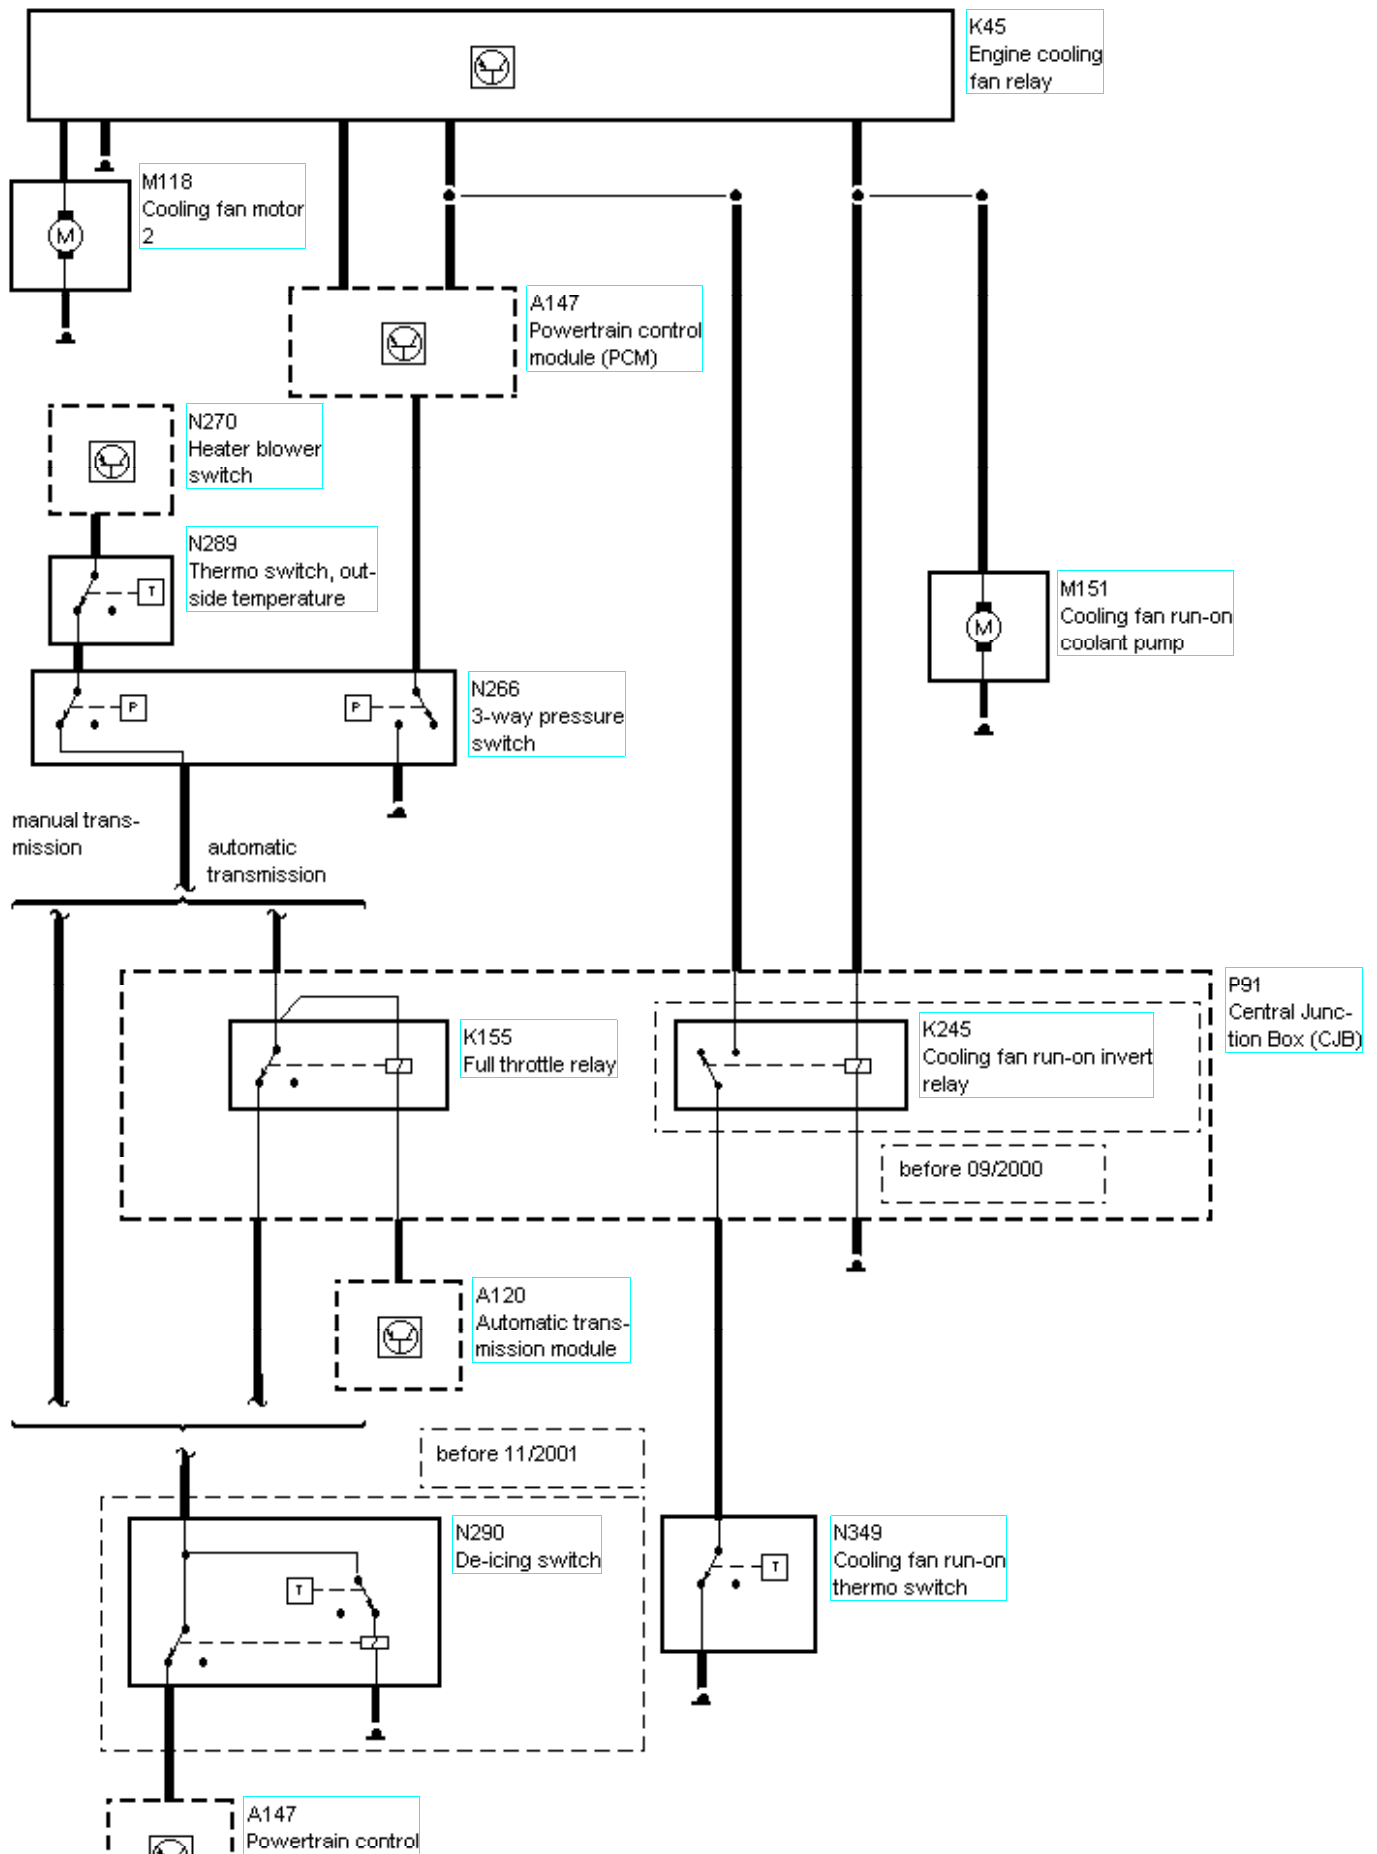 K45
Engine cooling
fan relay
M118
Cooling fan motor
2
M
A147
Powertrain control
module (PCM)
N270
Heater blower
switch
N289
Thermo switch, out-
side temperature
T
M151
Cooling fan run-on
coolant pump
M
N266
3-way pressure
switch
P
P
manual trans-
mission
automatic
transmission
P91
Central Junc-
tion Box (CJB)
K155
Full throttle relay
K245
Cooling fan run-on invert
relay
before 09/2000
A120
Automatic trans-
mission module
before 11/2001
N290
De-icing switch
T
N349
Cooling fan run-on
thermo switch
T
A147
Powertrain control